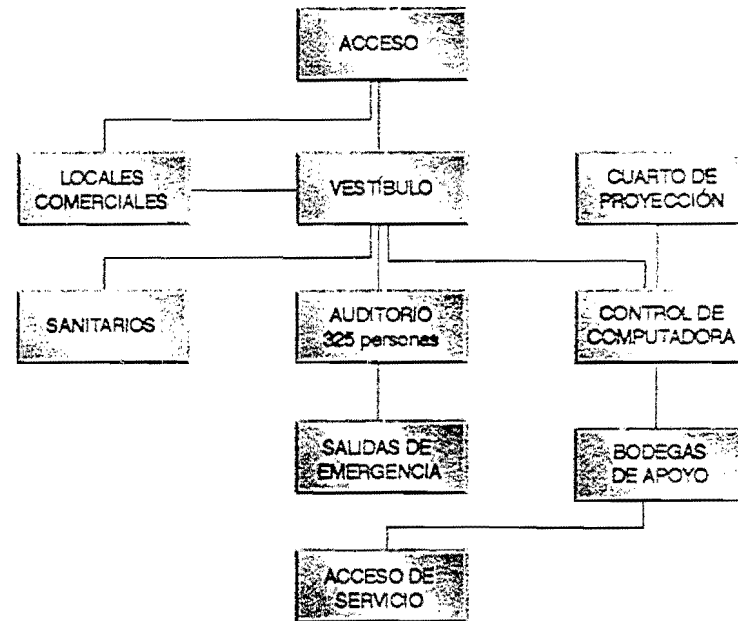 ACCESO
LOCALES
COMERCIALES
VESTÍBULO
CUARTO DE
PROYECCIÓN
SANITARIOS
AUDITORIO
325 personas
CONTROL DE
COMPUTADORA
SALIDAS DE
EMERGENCIA
BODEGAS
DE APOYO
ACCESO DE
SERVICIO